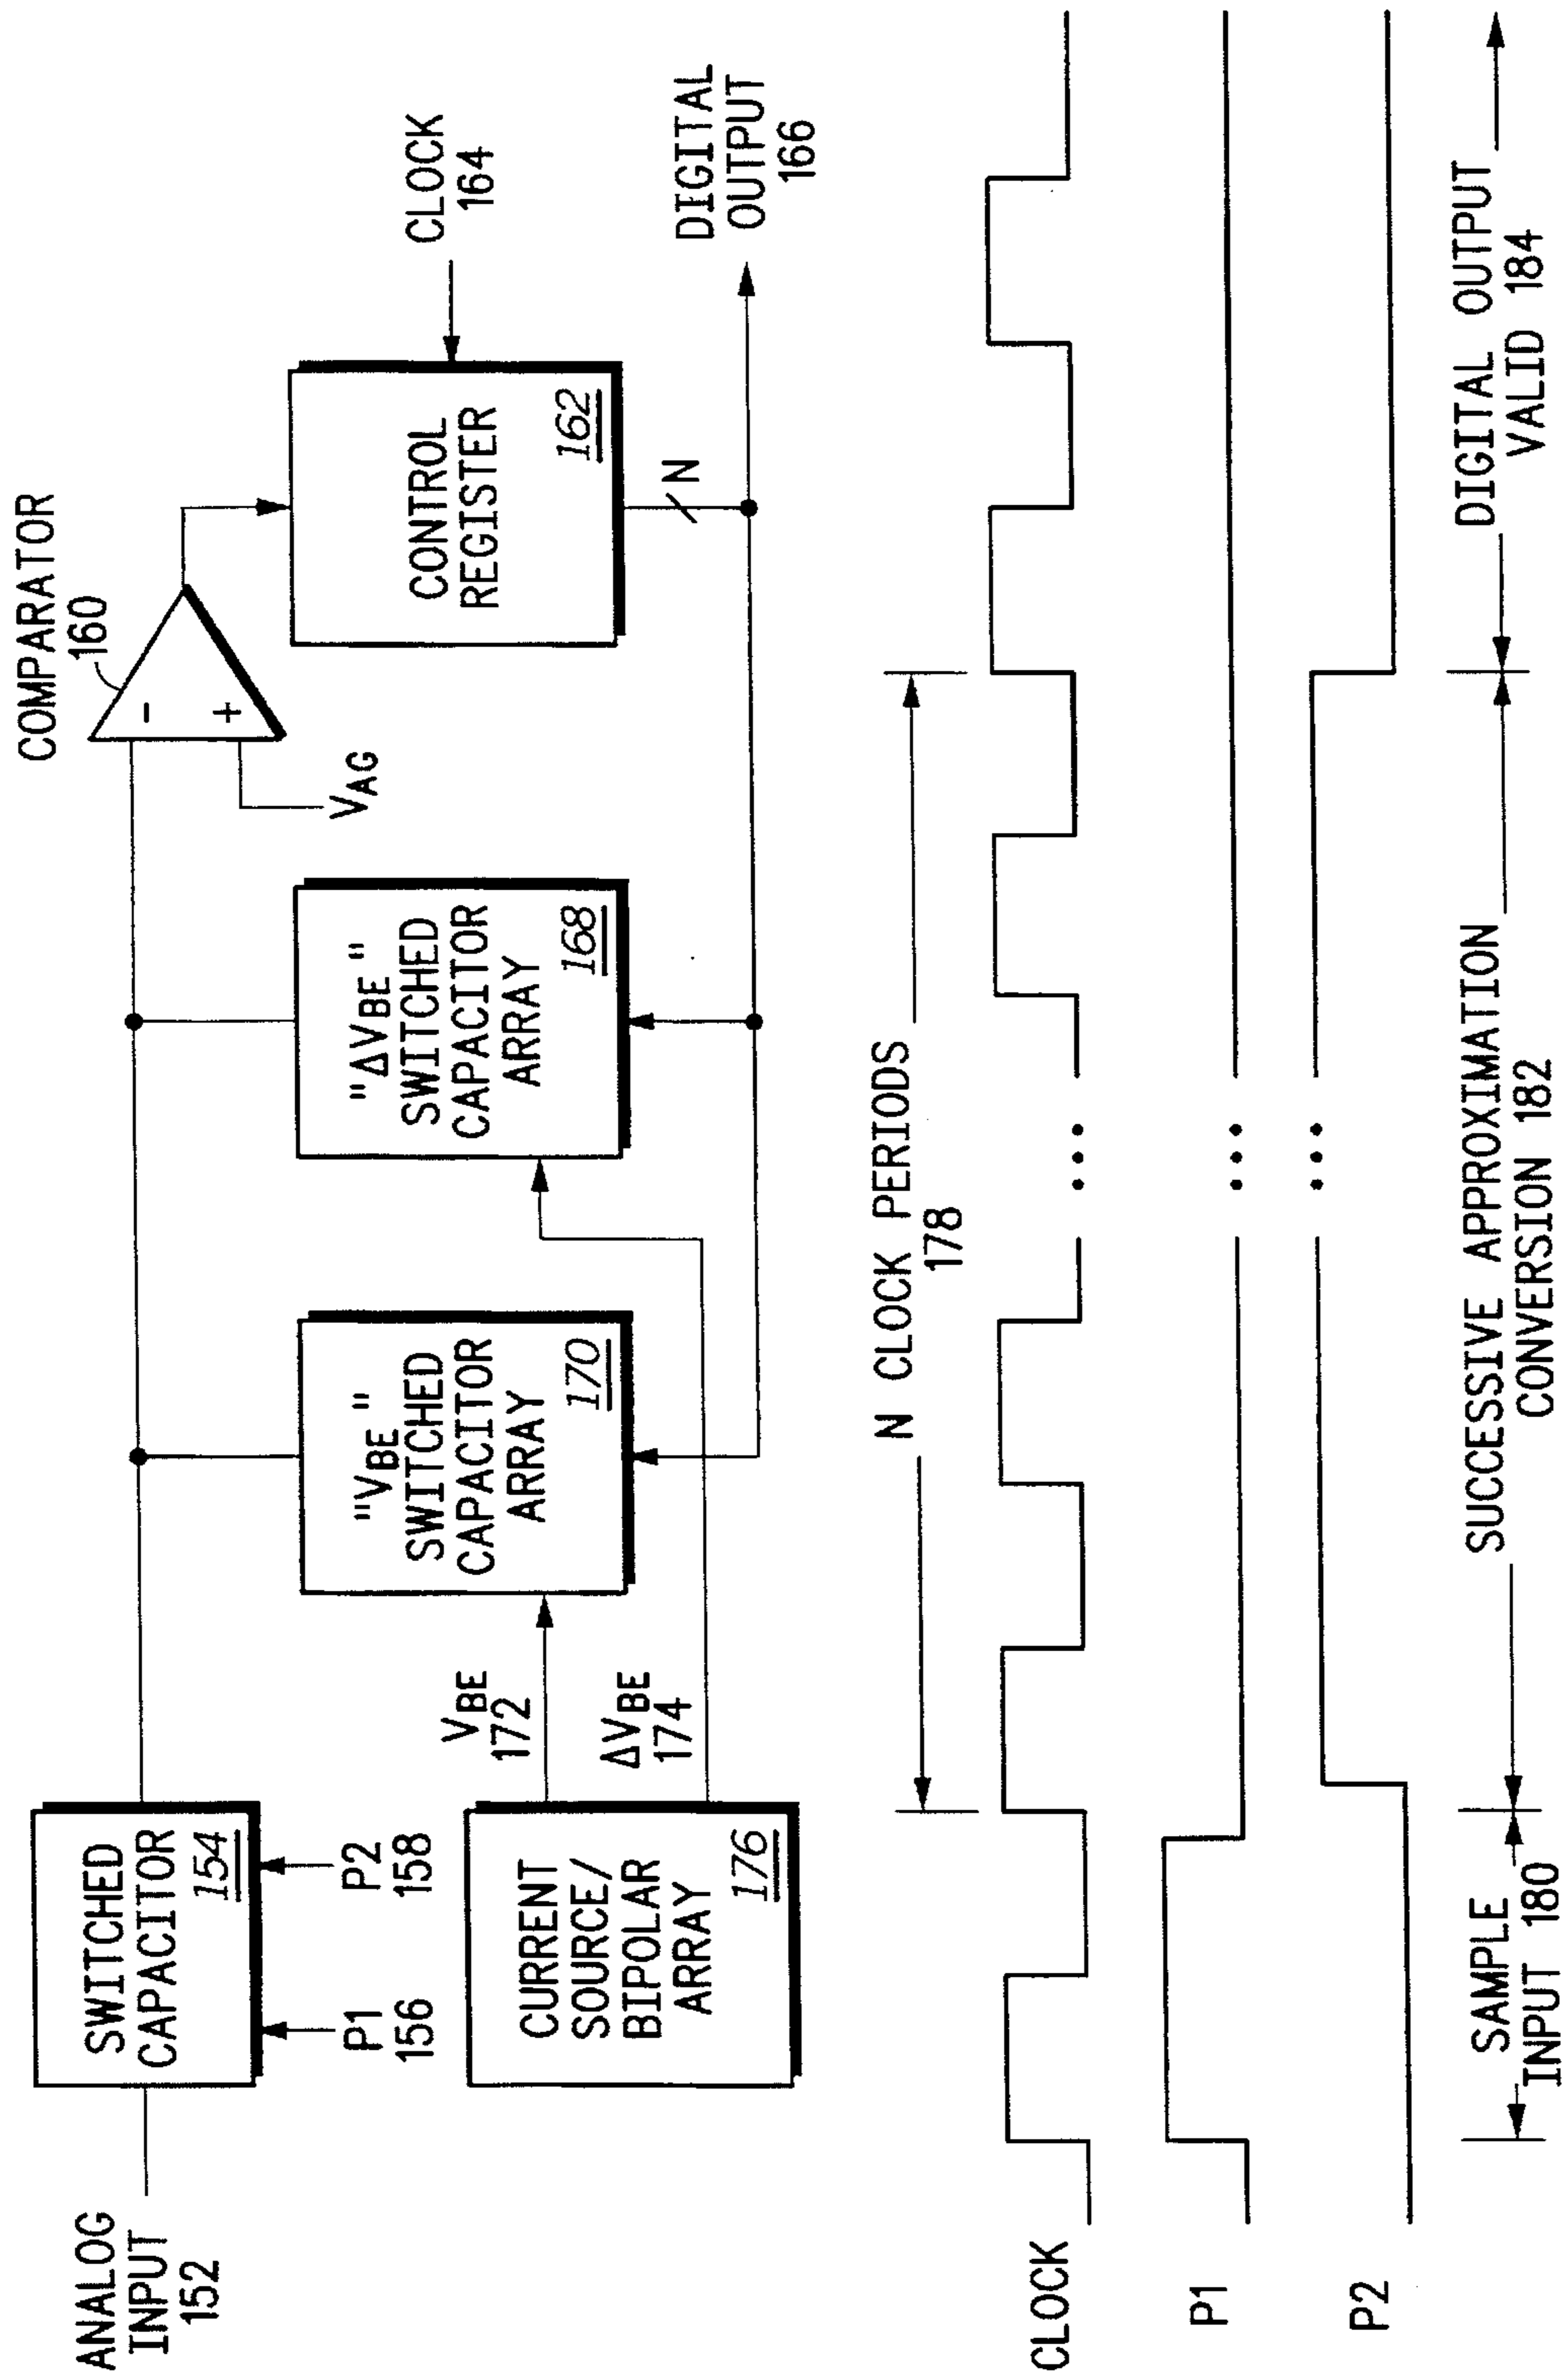 COMPARATOR
160
-
+
VAG
ANALOG
INPUT
152
SWITCHED
CAPACITOR
154
P1
156
P2
158
CURRENT
SOURCE/
BIPOLAR
ARRAY
176
VBE
172
ΔVBE
174
"VBE"
SWITCHED
CAPACITOR
ARRAY
170
"ΔVBE"
SWITCHED
CAPACITOR
ARRAY
168
CONTROL
REGISTER
162
N
CLOCK
164
DIGITAL
OUTPUT
166
N CLOCK PERIODS
178
CLOCK
P1
P2
SAMPLE
INPUT 180
SUCCESSIVE APPROXIMATION
CONVERSION 182
DIGITAL OUTPUT
VALID 184